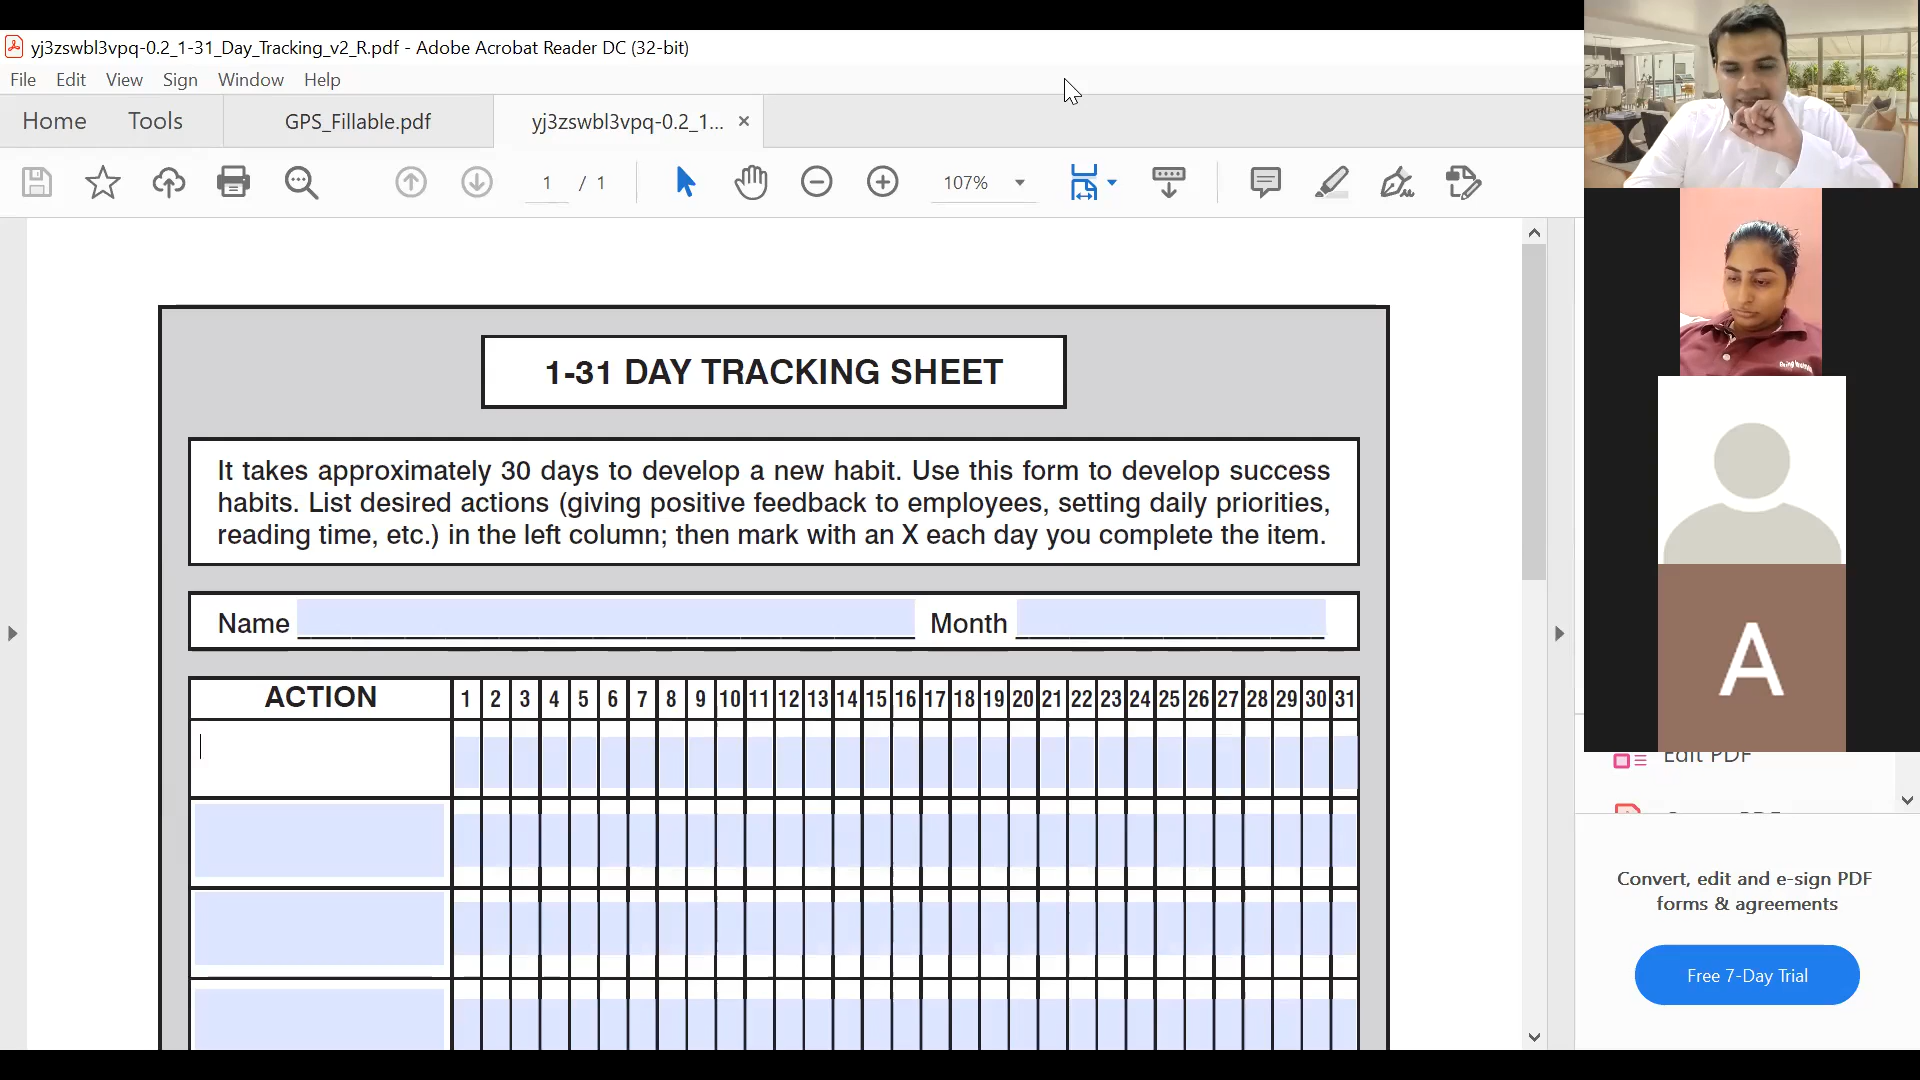 yj3zswbl3vpq-0.2_1-31_Day_Tracking_v2_R.pdf - Adobe Acrobat Reader DC (32-bit)
File Edit View Sign Window Help
Home Tools GPS_Fillable.pdf yj3zswbl3vpq-0.2_1... ×
1 / 1 107%
1-31 DAY TRACKING SHEET
It takes approximately 30 days to develop a new habit. Use this form to develop success
habits. List desired actions (giving positive feedback to employees, setting daily priorities,
reading time, etc.) in the left column; then mark with an X each day you complete the item.
Name Month
ACTION 1 2 3 4 5 6 7 8 9 10 11 12 13 14 15 16 17 18 19 20 21 22 23 24 25 26 27 28 29 30 31
A
Edit PDF
Convert, edit and e-sign PDF
forms & agreements
Free 7-Day Trial